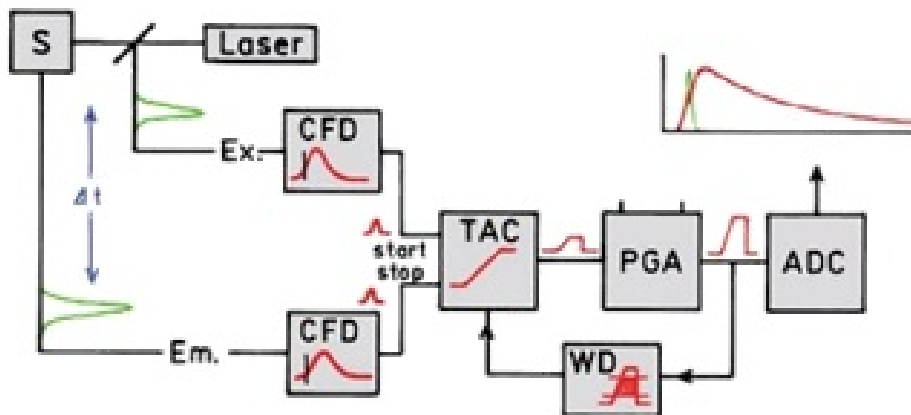 S
Laser
Ex.
CFD
Δt
start
stop
TAC
PGA
ADC
Em.
CFD
WD